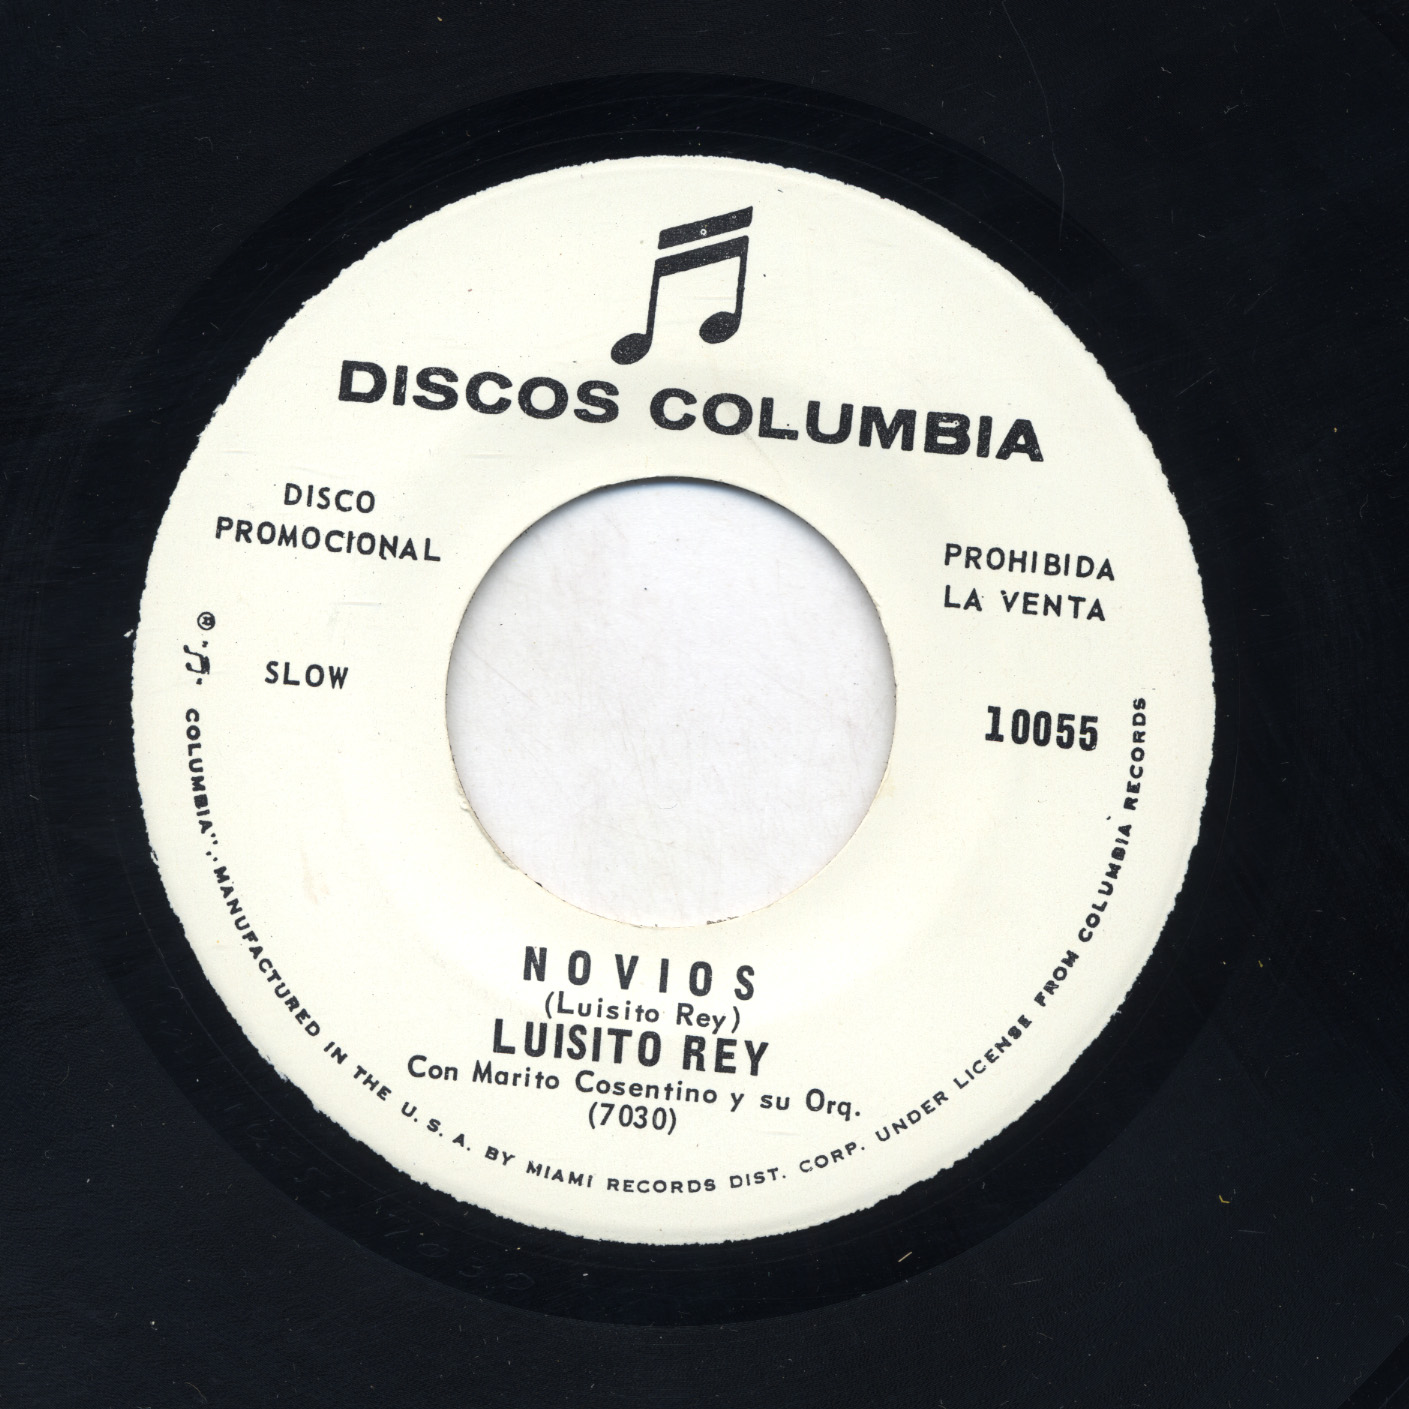 DISCOS COLUMBIA
DISCO
PROMOCIONAL
PROHIBIDA
LA VENTA
SLOW
10055
NOVIOS
(Luisito Rey)
LUISITO REY
Con Marito Cosentino y su Orq.
(7030)
® "♫" COLUMBIA", MANUFACTURED IN THE U.S.A. BY MIAMI RECORDS DIST. CORP. UNDER LICENSE FROM COLUMBIA RECORDS